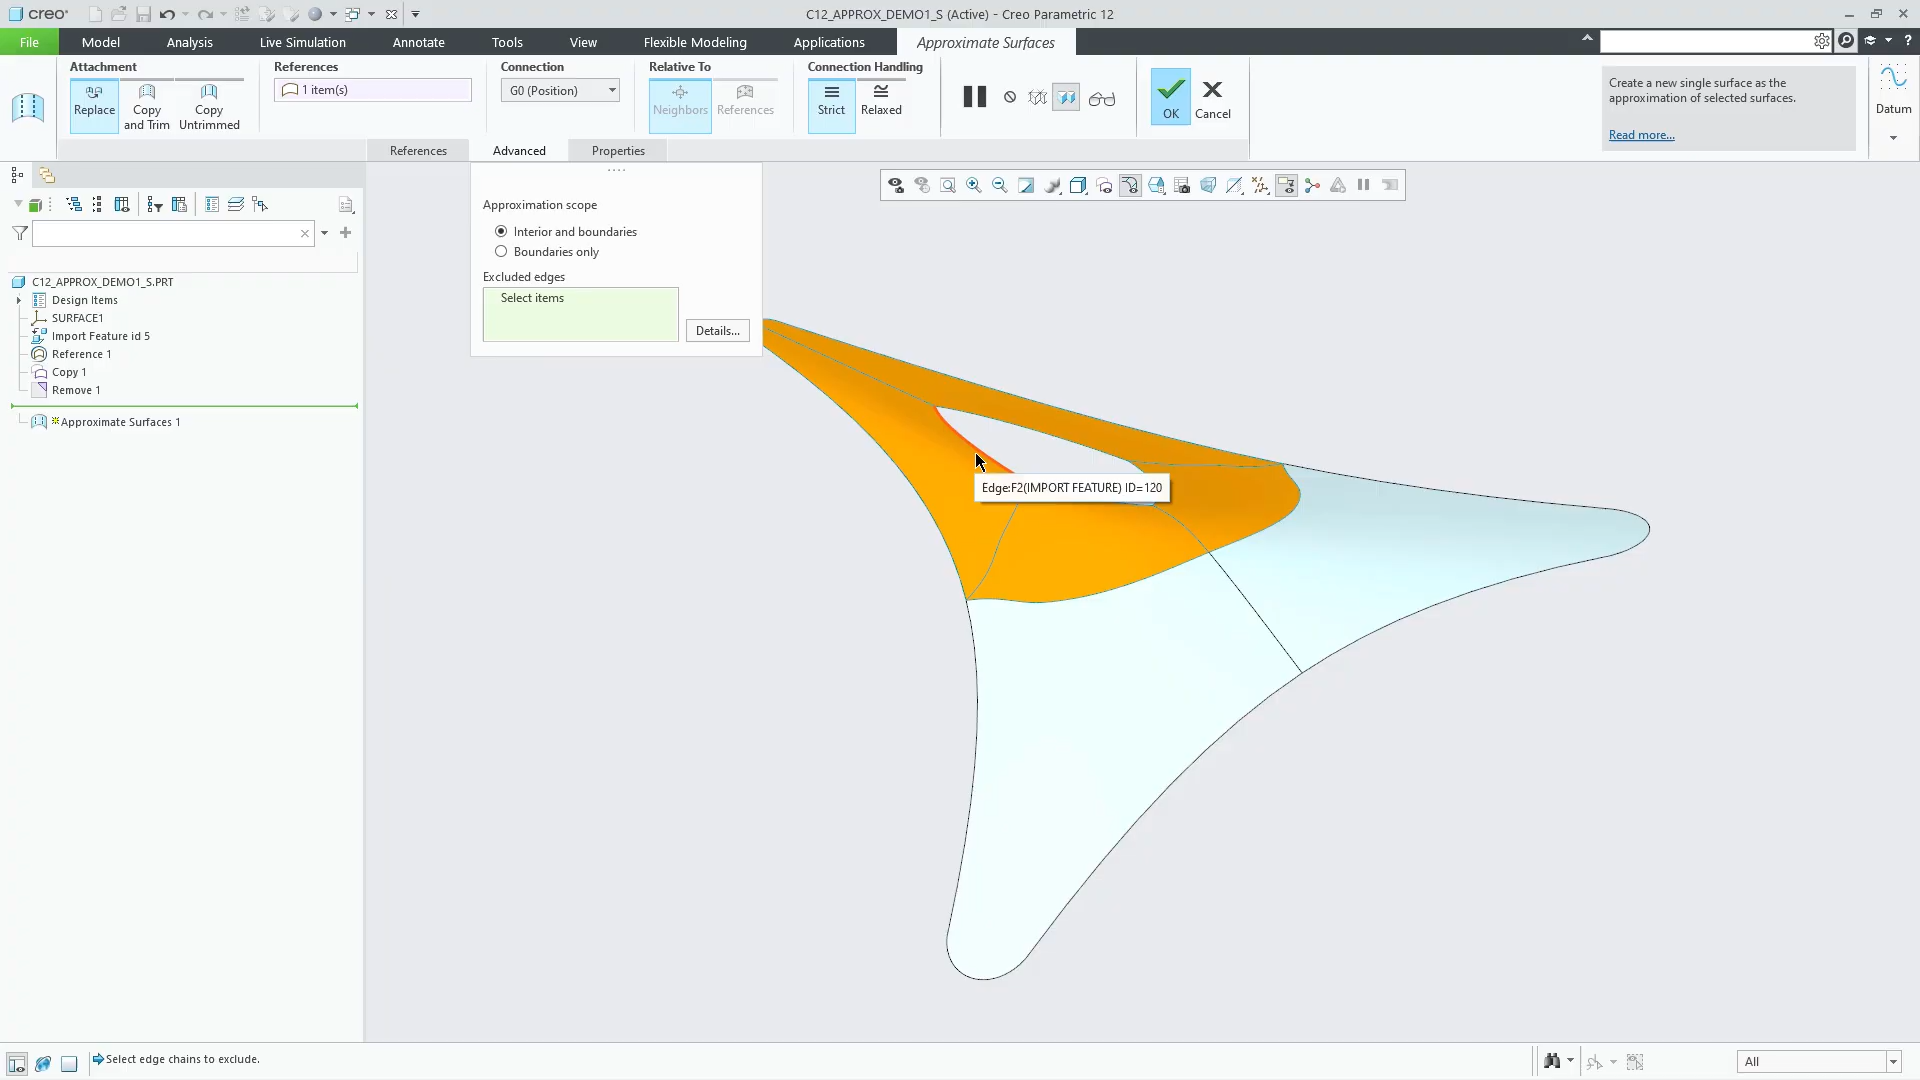 creo°
C12_APPROX_DEMO1_S (Active) - Creo Parametric 12
File
Model
Analysis
Live Simulation
Annotate
Tools
View
Flexible Modeling
Applications
Approximate Surfaces
Attachment
References
Connection
Relative To
Connection Handling
Replace
Copy
and Trim
Copy
Untrimmed
1 item(s)
G0 (Position)
Neighbors
References
Strict
Relaxed
OK
Cancel
Create a new single surface as the
approximation of selected surfaces.
Read more...
Datum
References
Advanced
Properties
Approximation scope
Interior and boundaries
Boundaries only
Excluded edges
Select items
Details...
C12_APPROX_DEMO1_S.PRT
Design Items
SURFACE1
Import Feature id 5
Reference 1
Copy 1
Remove 1
Approximate Surfaces 1
Edge:F2(IMPORT FEATURE) ID=120
Select edge chains to exclude.
All